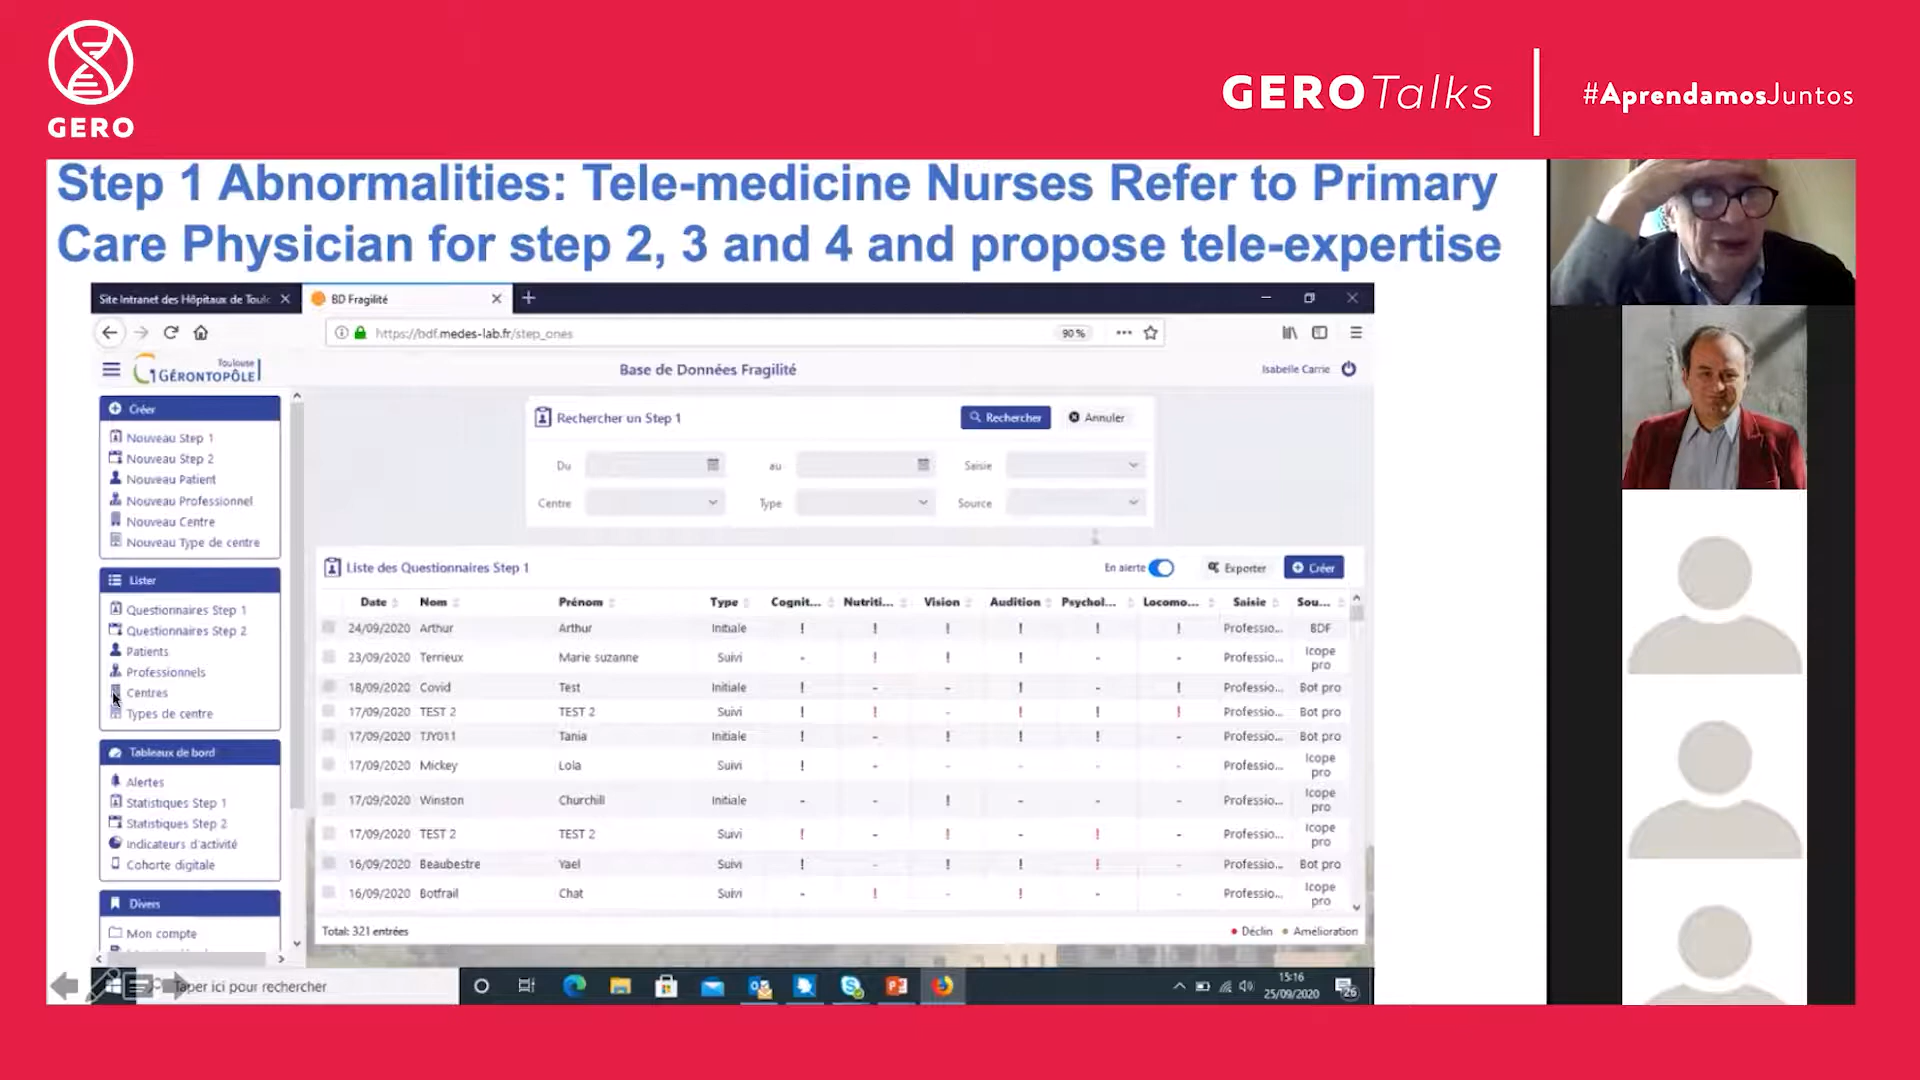 GERO
GEROTalks
#AprendamosJuntos
Step 1 Abnormalities: Tele-medicine Nurses Refer to Primary
Care Physician for step 2, 3 and 4 and propose tele-expertise
Site Intranet des Hôpitaux de Toulo
BD Fragilité
https://bdf.medes-lab.fr/step_ones
90 %
Toulouse
GÉRONTOPÔLE
Base de Données Fragilité
Isabelle Carrie
Créer
Nouveau Step 1
Nouveau Step 2
Nouveau Patient
Nouveau Professionnel
Nouveau Centre
Nouveau Type de centre
Lister
Questionnaires Step 1
Questionnaires Step 2
Patients
Professionnels
Centres
Types de centre
Tableaux de bord
Alertes
Statistiques Step 1
Statistiques Step 2
Indicateurs d'activité
Cohorte digitale
Divers
Mon compte
Rechercher un Step 1
Rechercher
Annuler
Du au Saisie
Centre Type Source
Liste des Questionnaires Step 1
En alerte
Exporter
Créer
Date Nom Prénom Type Cognit... Nutriti... Vision Audition Psychol... Locomo... Saisie Sou...
24/09/2020 Arthur Arthur Initiale ! ! ! ! ! ! Professio... BDF
23/09/2020 Terrieux Marie suzanne Suivi - ! ! ! - - Professio... Icope pro
18/09/2020 Covid Test Initiale ! - - ! - ! Professio... Bot pro
17/09/2020 TEST 2 TEST 2 Suivi ! ! - ! ! ! Professio... Bot pro
17/09/2020 TJY011 Tania Initiale ! - ! ! ! - Professio... Bot pro
17/09/2020 Mickey Lola Suivi ! - - - - - Professio... Icope pro
17/09/2020 Winston Churchill Initiale - - ! - - - Professio... Icope pro
17/09/2020 TEST 2 TEST 2 Suivi ! - ! - ! - Professio... Icope pro
16/09/2020 Beaubestre Yael Suivi ! - ! ! ! - Professio... Bot pro
16/09/2020 Botfrail Chat Suivi - ! - ! - - Professio... Icope pro
Total: 321 entrées
Déclin
Amélioration
Taper ici pour rechercher
15:16
25/09/2020
26